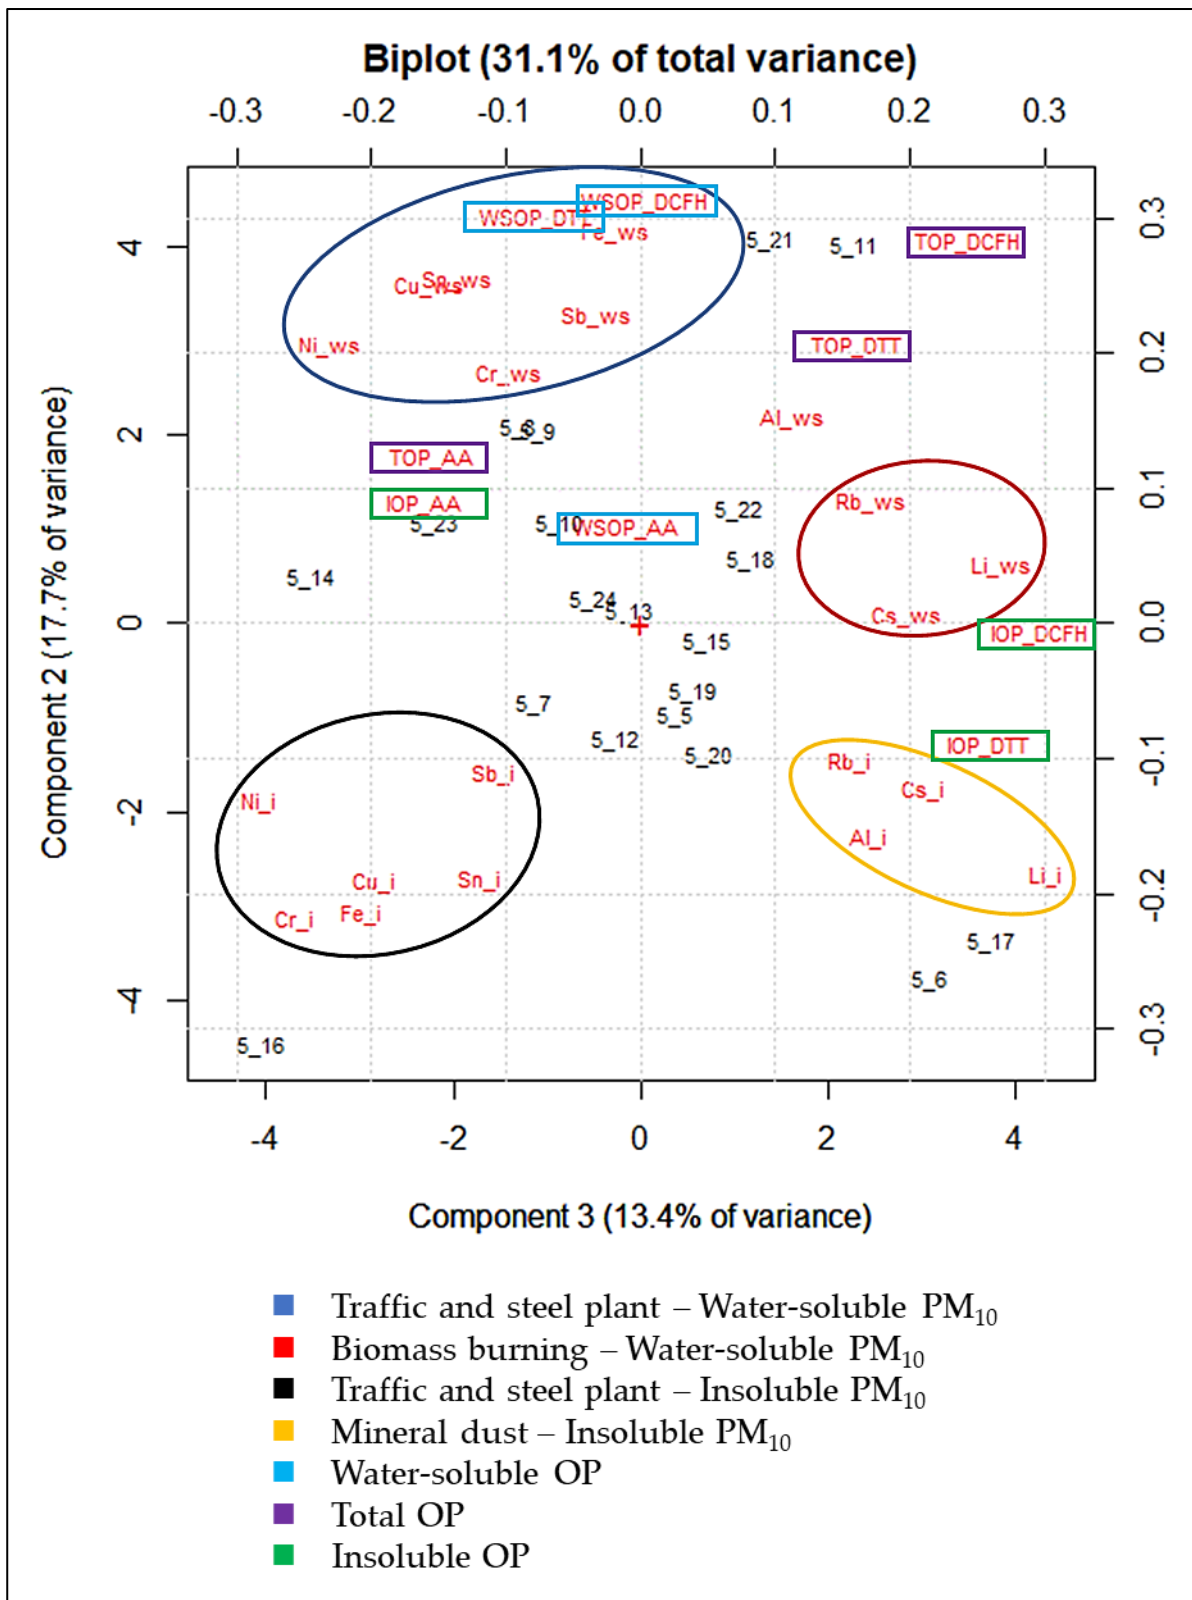 Biplot (31.1% of total variance)
-0.3 -0.2 -0.1 0.0 0.1 0.2 0.3
WSOP_DCFH
WSOP_DTT
Fe_ws
5_21
5_11
TOP_DCFH
Sn_ws
Cu_ws
Sb_ws
Ni_ws
TOP_DTT
Cr_ws
Al_ws
5_9
TOP_AA
IOP_AA
Rb_ws
5_22
5_23
5_10
WSOP_AA
5_18
Li_ws
5_14
5_24
5_13
Cs_ws
IOP_DCFH
5_15
5_19
5_7
5_5
5_12
IOP_DTT
5_20
Rb_i
Sb_i
Cs_i
Ni_i
Al_i
Cu_i
Sn_i
Li_i
Fe_i
Cr_i
5_17
5_6
5_16
4
2
0
-2
-4
0.3
0.2
0.1
0.0
-0.1
-0.2
-0.3
Component 2 (17.7% of variance)
-4 -2 0 2 4
Component 3 (13.4% of variance)
Traffic and steel plant – Water-soluble PM10
Biomass burning – Water-soluble PM10
Traffic and steel plant – Insoluble PM10
Mineral dust – Insoluble PM10
Water-soluble OP
Total OP
Insoluble OP